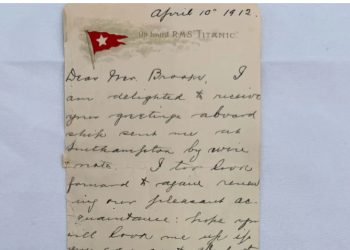 April 10th 1912.
On board RMS "TITANIC"
Dear Mr. Brooks, I
am delighted to receive
your greetings aboard
ship sent me at
Southampton by wire
note. I too look
forward to again renew
ing our pleasant ac
quaintance: hope you
will look me up if